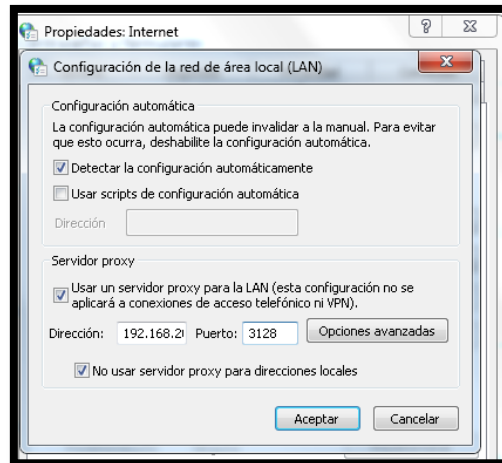 Propiedades: Internet
Configuración de la red de área local (LAN)
Configuración automática
La configuración automática puede invalidar a la manual. Para evitar
que esto ocurra, deshabilite la configuración automática.
Detectar la configuración automáticamente
Usar scripts de configuración automática
Dirección
Servidor proxy
Usar un servidor proxy para la LAN (esta configuración no se
aplicará a conexiones de acceso telefónico ni VPN).
Dirección: Puerto: 3128 Opciones avanzadas
No usar servidor proxy para direcciones locales
Aceptar Cancelar